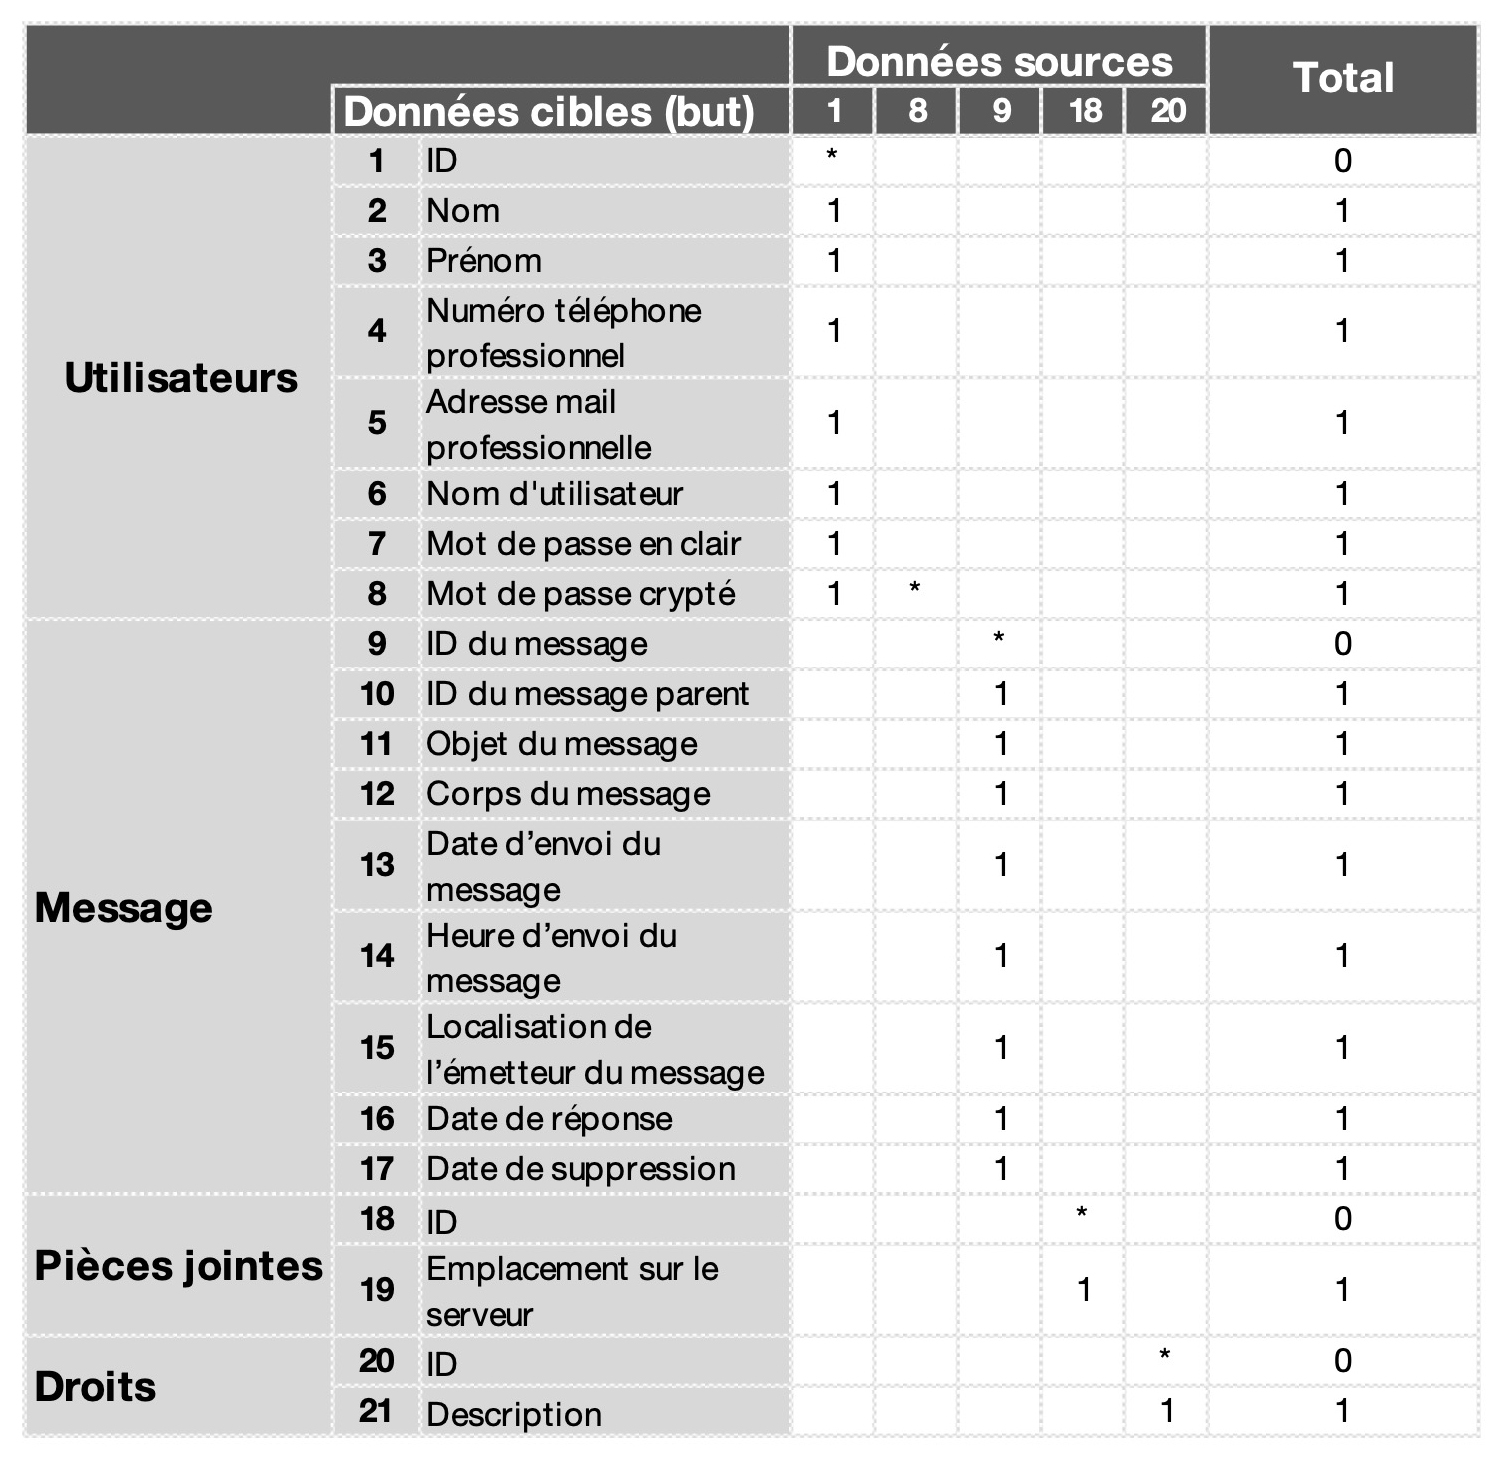 Données sources
Total
Données cibles (but) 1 8 9 18 20
Utilisateurs
1 ID * 0
2 Nom 1 1
3 Prénom 1 1
4 Numéro téléphone
professionnel 1 1
5 Adresse mail
professionnelle 1 1
6 Nom d'utilisateur 1 1
7 Mot de passe en clair 1 1
8 Mot de passe crypté 1 * 1
Message
9 ID du message * 0
10 ID du message parent 1 1
11 Objet du message 1 1
12 Corps du message 1 1
13 Date d’envoi du
message 1 1
14 Heure d’envoi du
message 1 1
15 Localisation de
l’émetteur du message 1 1
16 Date de réponse 1 1
17 Date de suppression 1 1
Pièces jointes
18 ID * 0
19 Emplacement sur le
serveur 1 1
Droits
20 ID * 0
21 Description 1 1